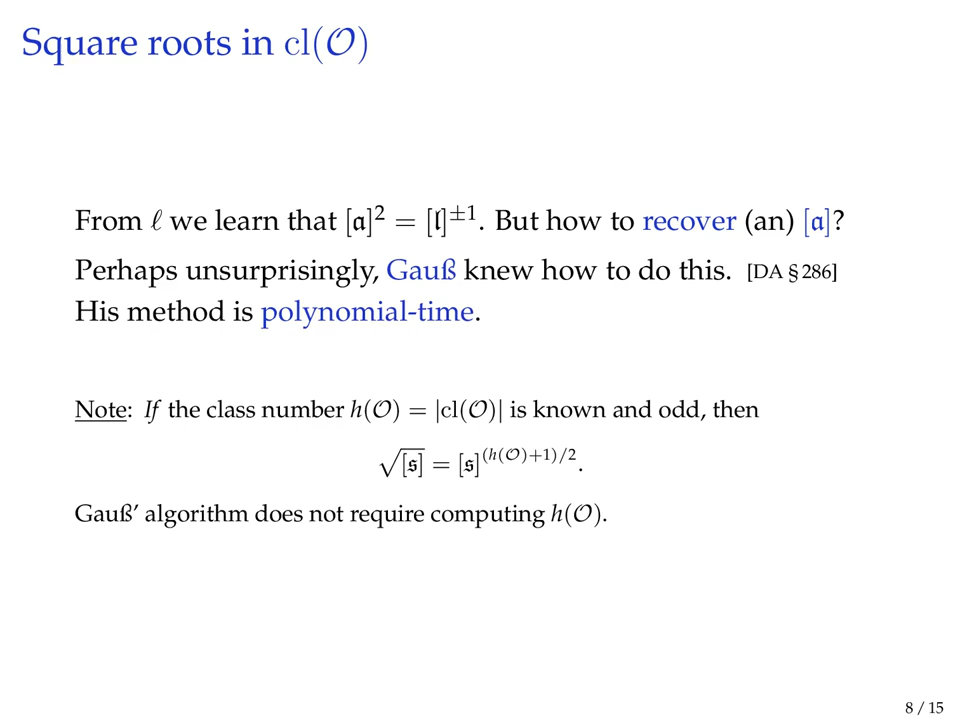 Square roots in cl(𝒪)
From ℓ we learn that [𝔞]² = [𝔩]^{±1}. But how to recover (an) [𝔞]?
Perhaps unsurprisingly, Gauß knew how to do this. [DA § 286]
His method is polynomial-time.
Note: If the class number h(𝒪) = |cl(𝒪)| is known and odd, then
√[𝔰] = [𝔰]^{(h(𝒪)+1)/2}.
Gauß’ algorithm does not require computing h(𝒪).
8 / 15